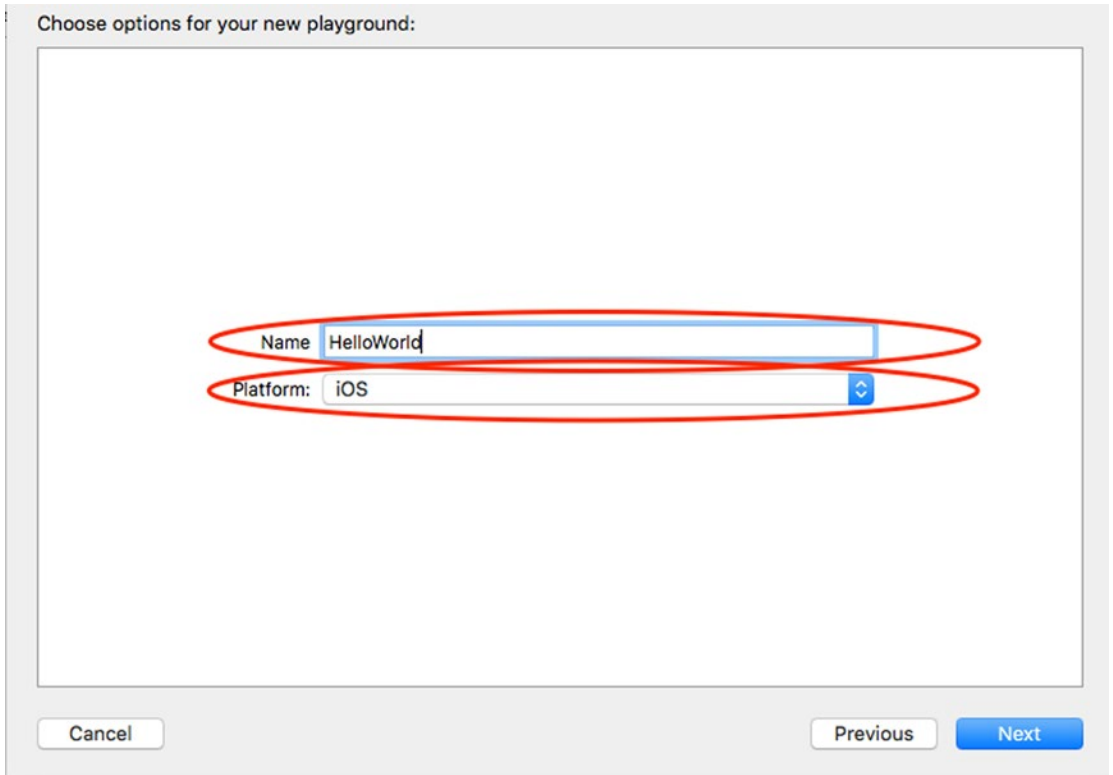 Choose options for your new playground:
Name HelloWorld
Platform: iOS
Cancel Previous Next